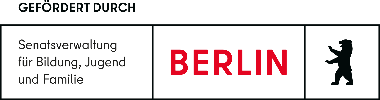 GEFÖRDERT DURCH
Senatsverwaltung
für Bildung, Jugend
und Familie
BERLIN